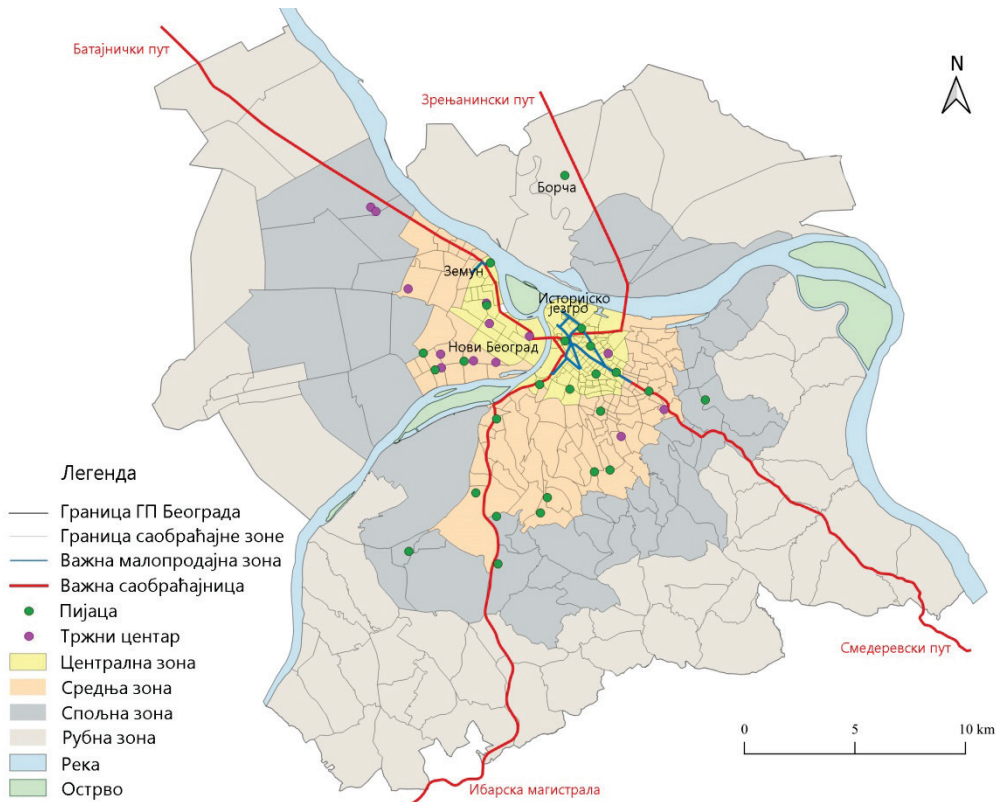 Батајнички пут
Зрењанински пут
N
Борча
Земун
Историјско
језгро
Нови Београд
Легенда
Граница ГП Београда
Граница саобраћајне зоне
Важна малопродајна зона
Важна саобраћајница
Пијаца
Тржни центар
Централна зона
Средња зона
Спољна зона
Рубна зона
Река
Острво
Смедеревски пут
0 5 10 km
Ибарска магистрала